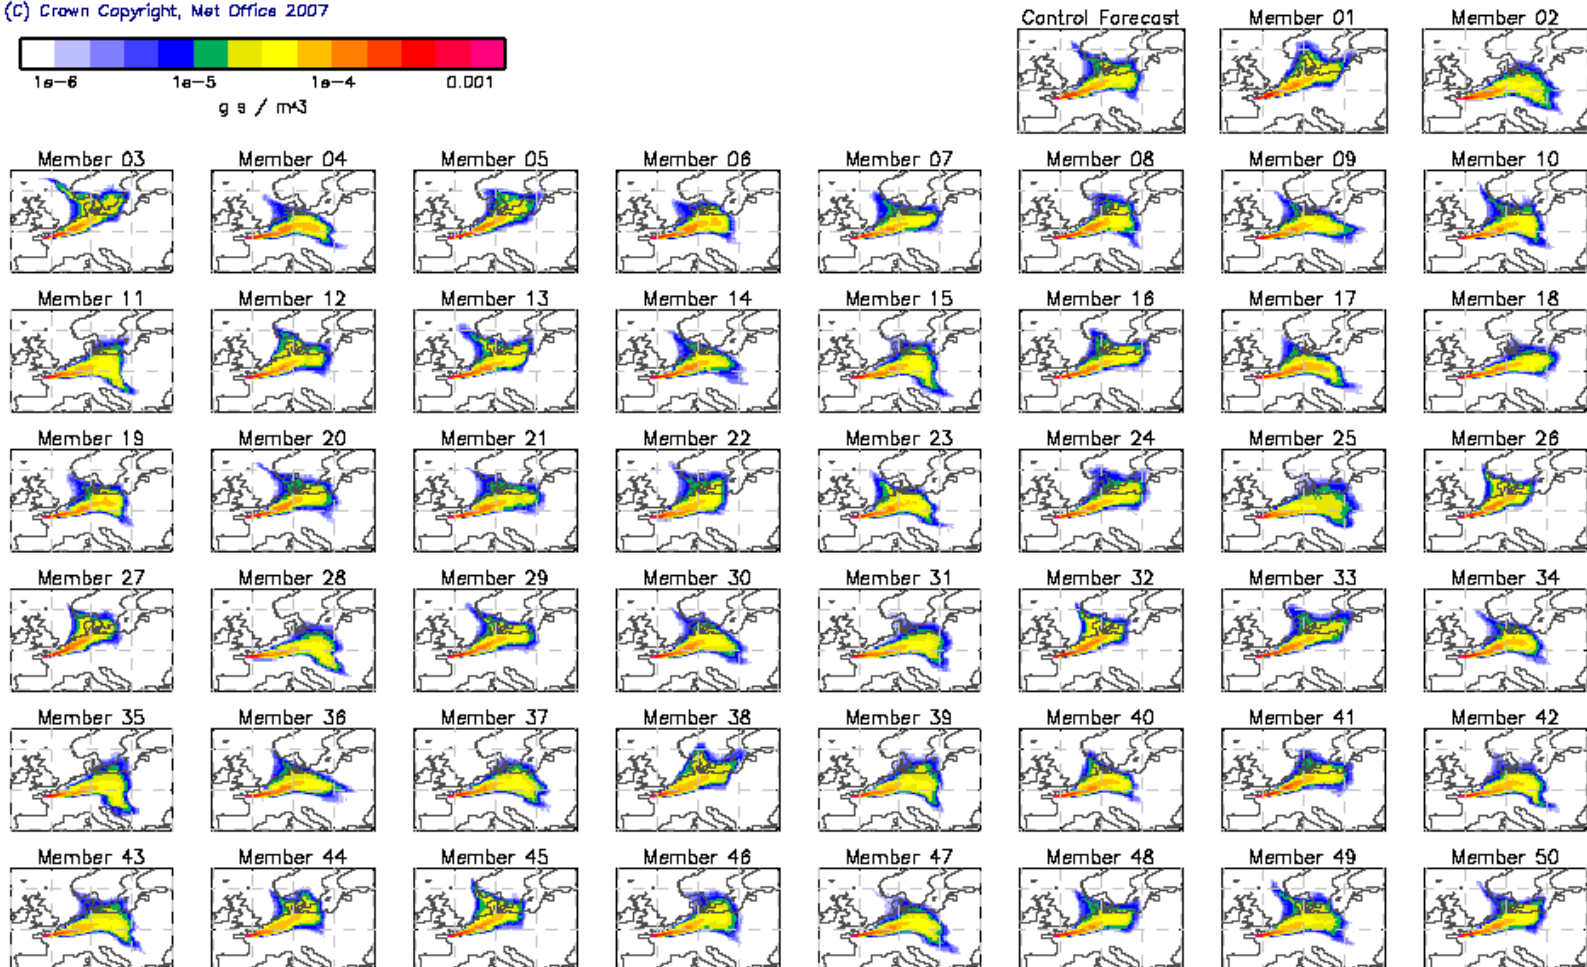 (C) Crown Copyright, Met Office 2007
1e-6 1e-5 1e-4 0.001
g s / m^3
Control Forecast Member 01 Member 02
Member 03 Member 04 Member 05 Member 06 Member 07 Member 08 Member 09 Member 10
Member 11 Member 12 Member 13 Member 14 Member 15 Member 16 Member 17 Member 18
Member 19 Member 20 Member 21 Member 22 Member 23 Member 24 Member 25 Member 26
Member 27 Member 28 Member 29 Member 30 Member 31 Member 32 Member 33 Member 34
Member 35 Member 36 Member 37 Member 38 Member 39 Member 40 Member 41 Member 42
Member 43 Member 44 Member 45 Member 46 Member 47 Member 48 Member 49 Member 50